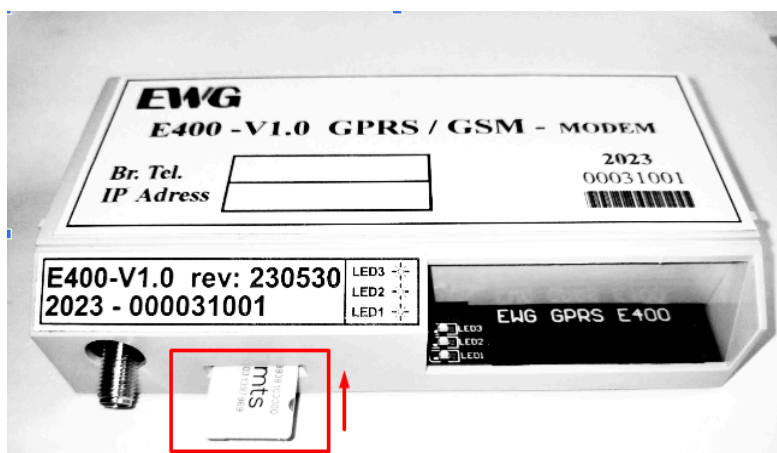 EWG
E400 -V1.0 GPRS / GSM - MODEM
Br. Tel.
IP Adress
2023
00031001
E400-V1.0 rev: 230530
2023 - 000031001
LED3
LED2
LED1
EWG GPRS E400
LED3
LED2
LED1
mts